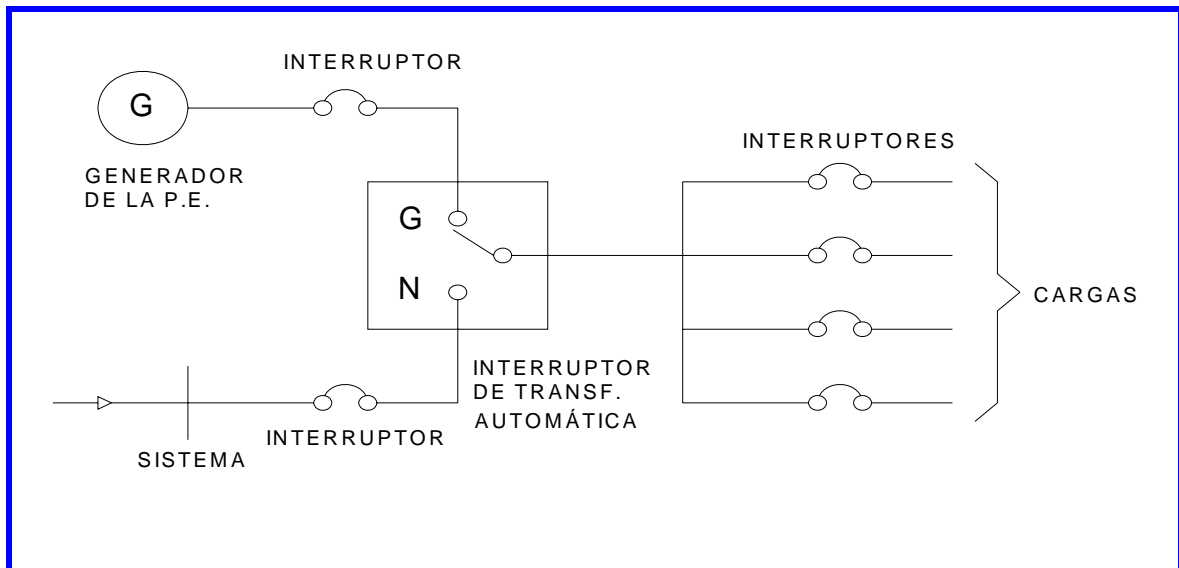 INTERRUPTOR
G
GENERADOR
DE LA P.E.
INTERRUPTORES
G
N
CARGAS
INTERRUPTOR
DE TRANSF.
AUTOMÁTICA
INTERRUPTOR
SISTEMA